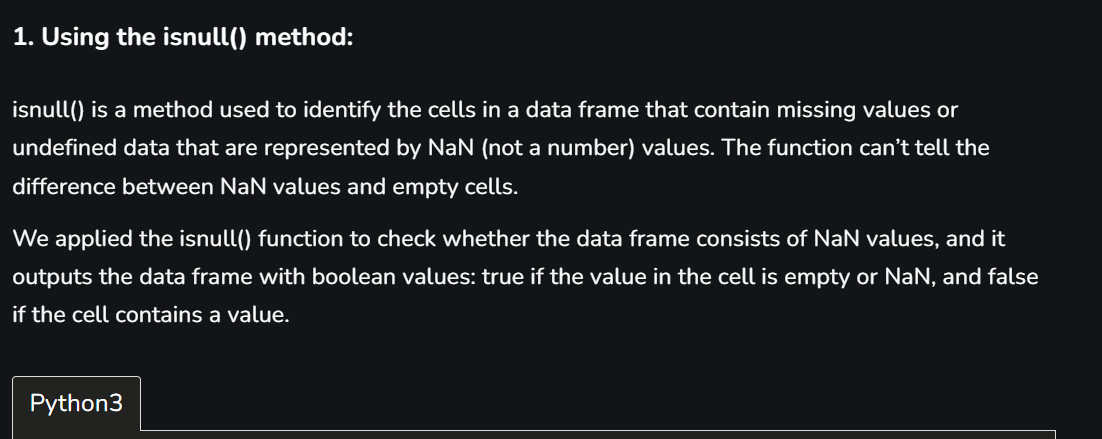 1. Using the isnull() method:
isnull() is a method used to identify the cells in a data frame that contain missing values or
undefined data that are represented by NaN (not a number) values. The function can’t tell the
difference between NaN values and empty cells.
We applied the isnull() function to check whether the data frame consists of NaN values, and it
outputs the data frame with boolean values: true if the value in the cell is empty or NaN, and false
if the cell contains a value.
Python3